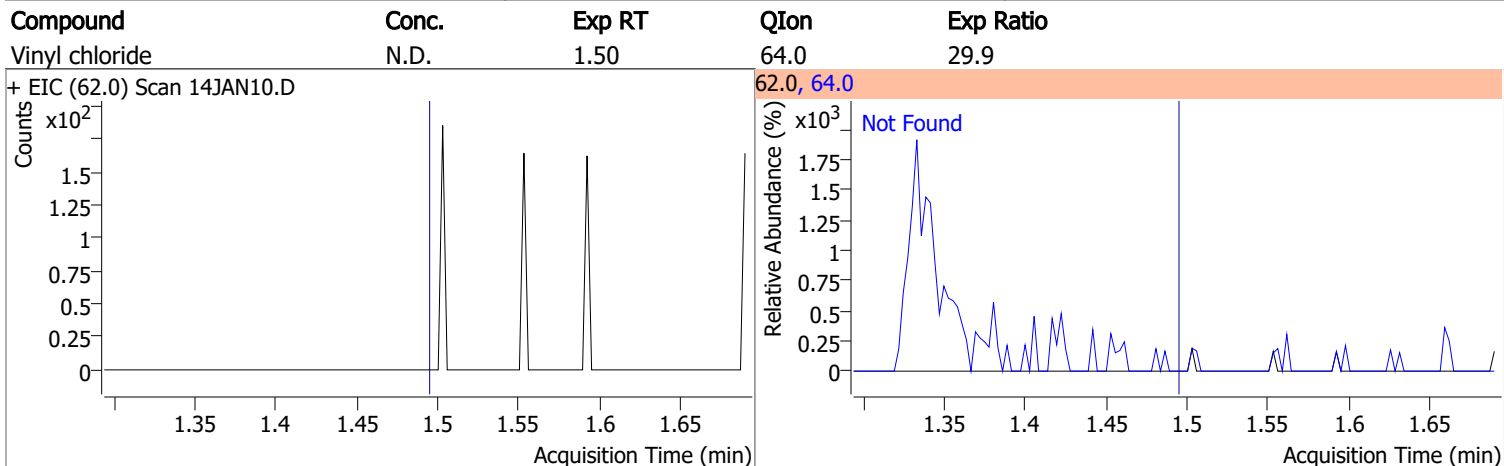 Compound Conc. Exp RT QIon Exp Ratio
Vinyl chloride N.D. 1.50 64.0 29.9
+ EIC (62.0) Scan 14JAN10.D
Counts
x10²
1.5
1.25
1
0.75
0.5
0.25
0
1.35 1.4 1.45 1.5 1.55 1.6 1.65
Acquisition Time (min)
62.0, 64.0
Relative Abundance (%)
x10³
Not Found
1.75
1.5
1.25
1
0.75
0.5
0.25
0
1.35 1.4 1.45 1.5 1.55 1.6 1.65
Acquisition Time (min)